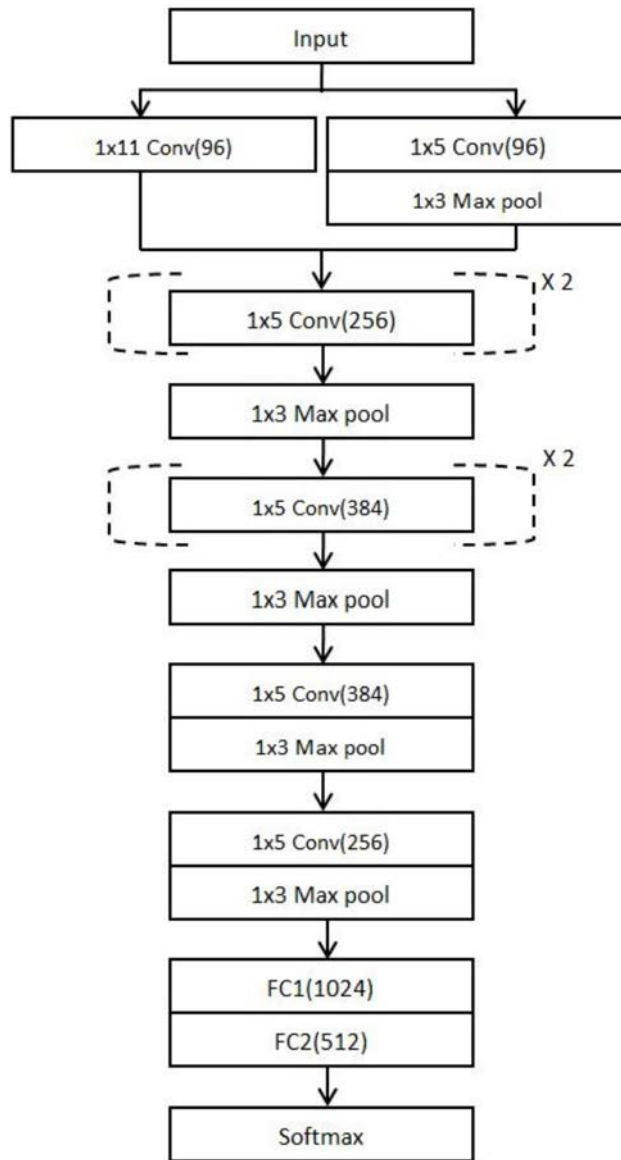 Input
1x11 Conv(96)
1x5 Conv(96)
1x3 Max pool
X 2
1x5 Conv(256)
1x3 Max pool
X 2
1x5 Conv(384)
1x3 Max pool
1x5 Conv(384)
1x3 Max pool
1x5 Conv(256)
1x3 Max pool
FC1(1024)
FC2(512)
Softmax